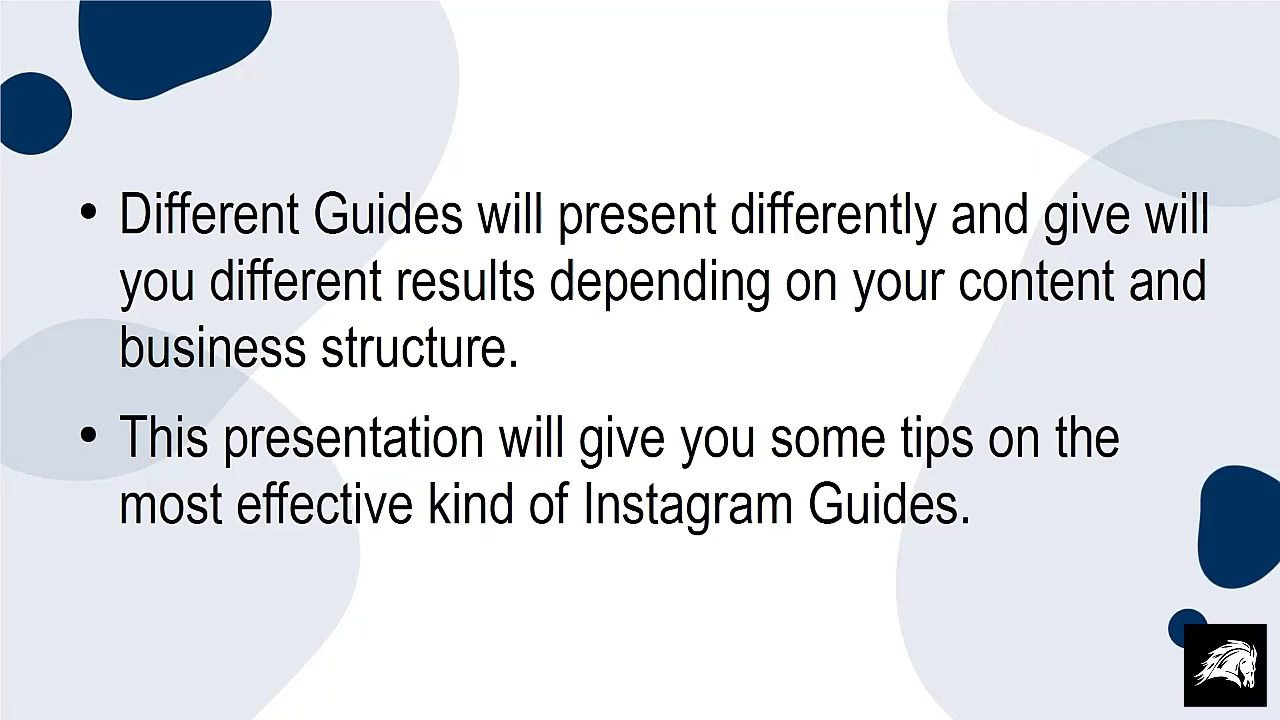 • Different Guides will present differently and give will
you different results depending on your content and
business structure.
• This presentation will give you some tips on the
most effective kind of Instagram Guides.